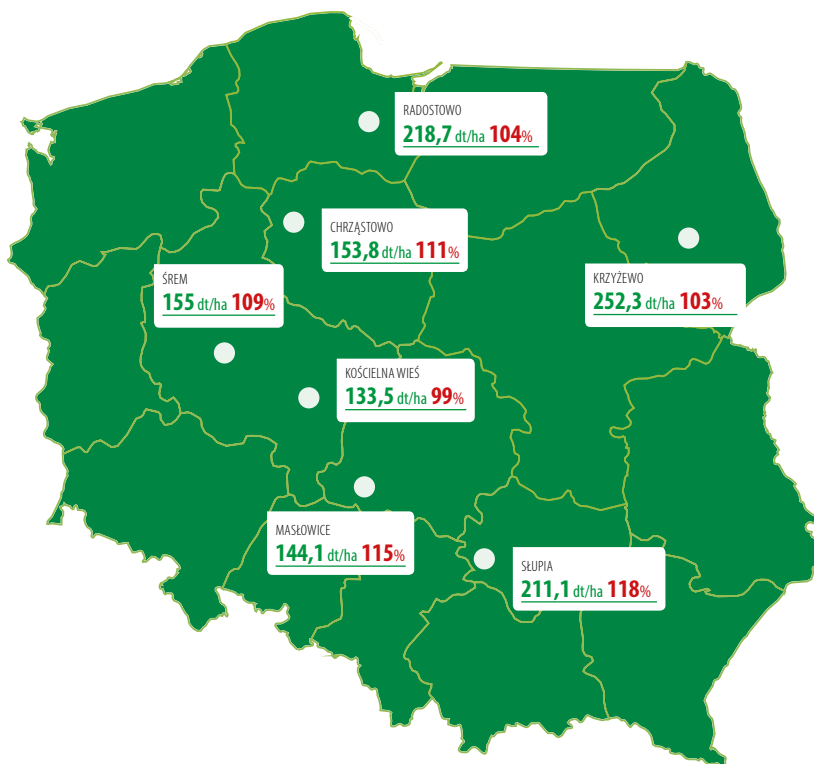 RADOSTOWO
218,7 dt/ha 104%
CHRZĄSTOWO
153,8 dt/ha 111%
ŚREM
155 dt/ha 109%
KRZYŻEWO
252,3 dt/ha 103%
KOŚCIELNA WIEŚ
133,5 dt/ha 99%
MASŁOWICE
144,1 dt/ha 115%
SŁUPIA
211,1 dt/ha 118%